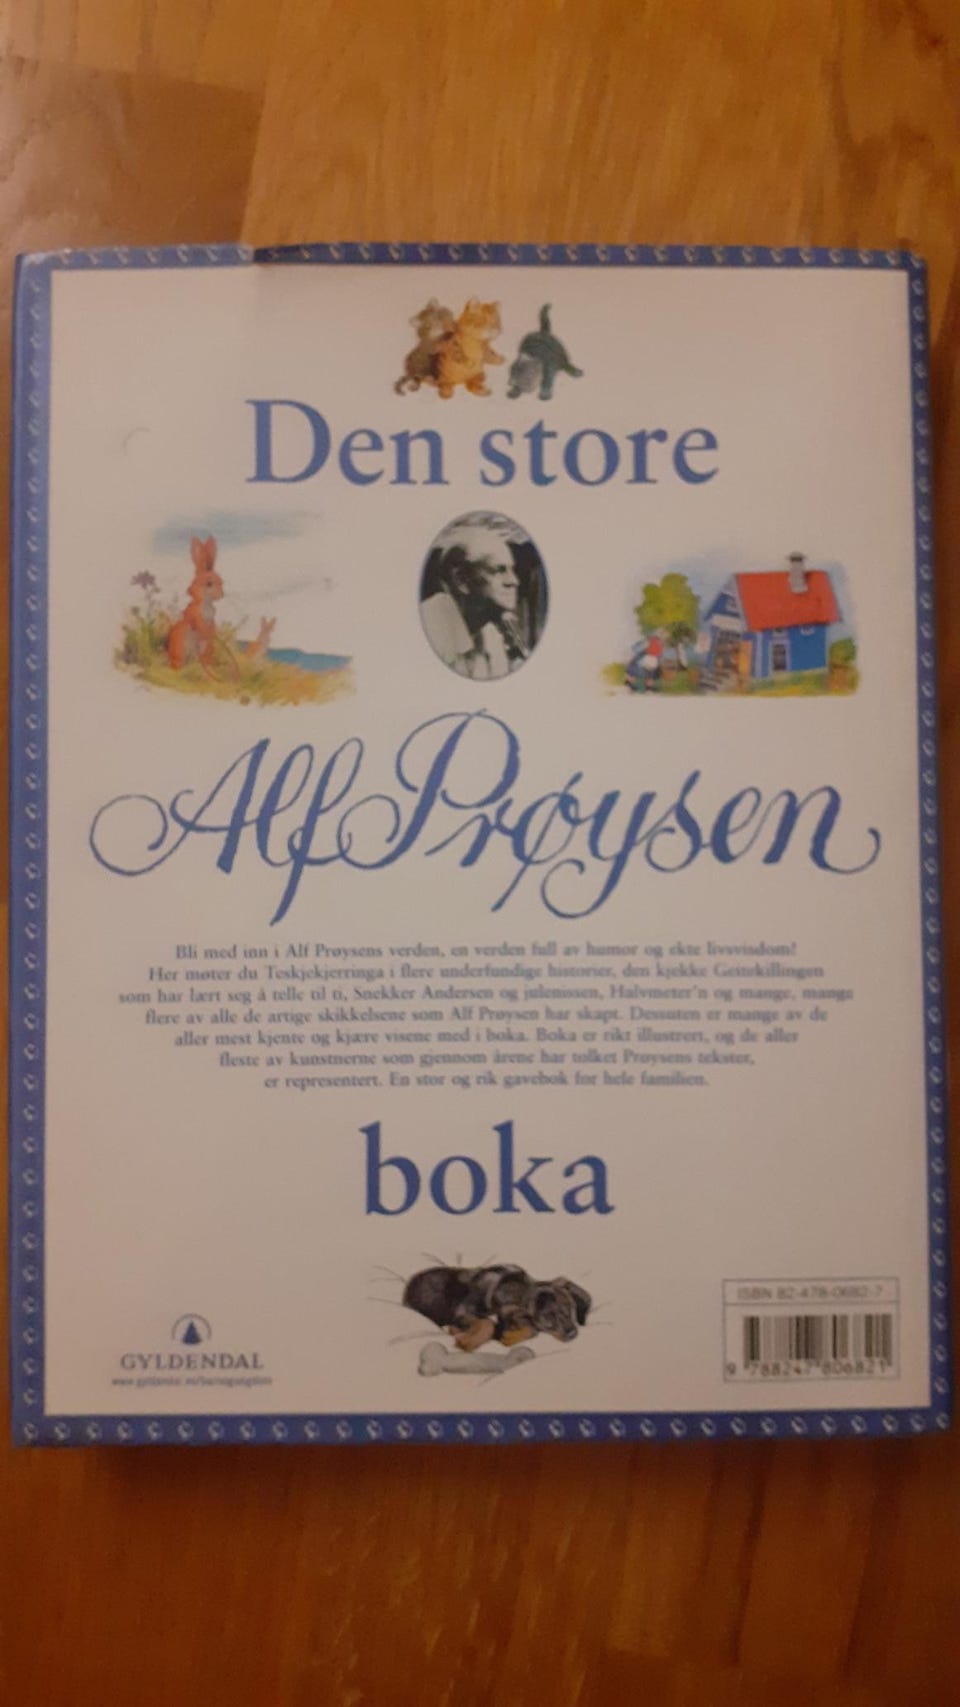 Den store
Alf Prøysen
Bli med inn i Alf Prøysens verden, en verden full av humor og ekte livsvisdom!
Her møter du Teskjekjerringa i flere underfundige historier, den kjekke Geitekillingen
som har lært seg å telle til ti, Snekker Andersen og julenissen, Halvmeter'n og mange, mange
flere av alle de artige skikkelsene som Alf Prøysen har skapt. Dessuten er mange av de
aller mest kjente og kjære visene med i boka. Boka er rikt illustrert, og de aller
fleste av kunstnerne som gjennom årene har tolket Prøysens tekster,
er representert. En stor og rik gavebok for hele familien.
boka
GYLDENDAL
ISBN 82-478-0682-7
9 788247 806821